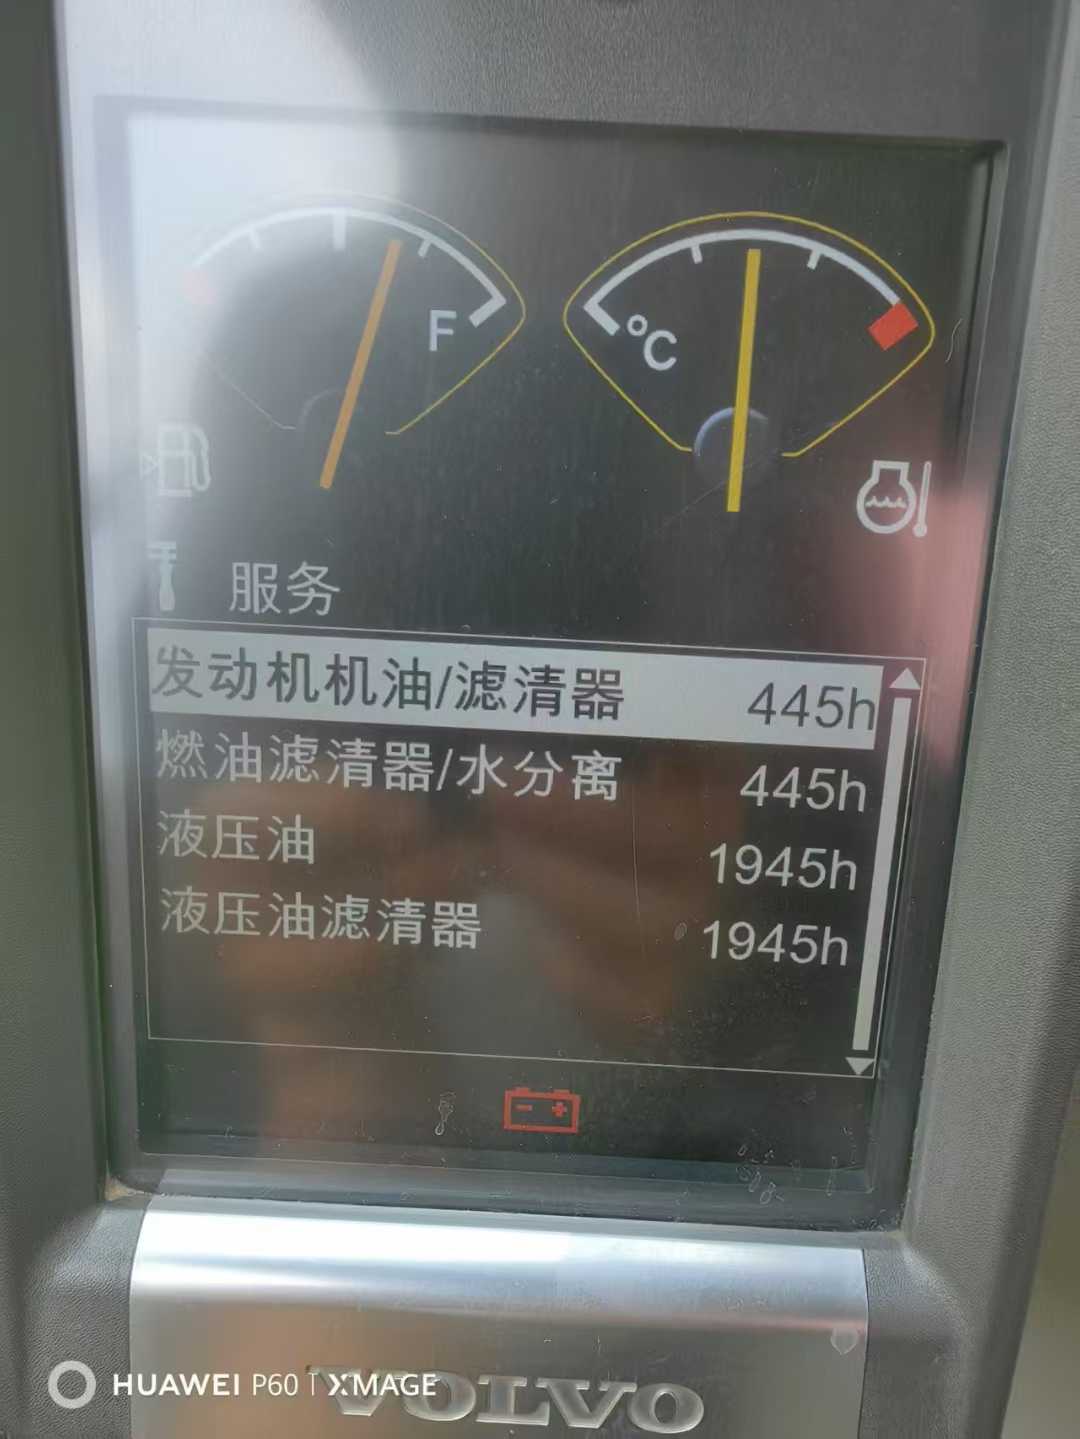 F
°C
服务
发动机机油/滤清器 445h
燃油滤清器/水分离 445h
液压油 1945h
液压油滤清器 1945h
VOLVO
HUAWEI P60 | XMAGE